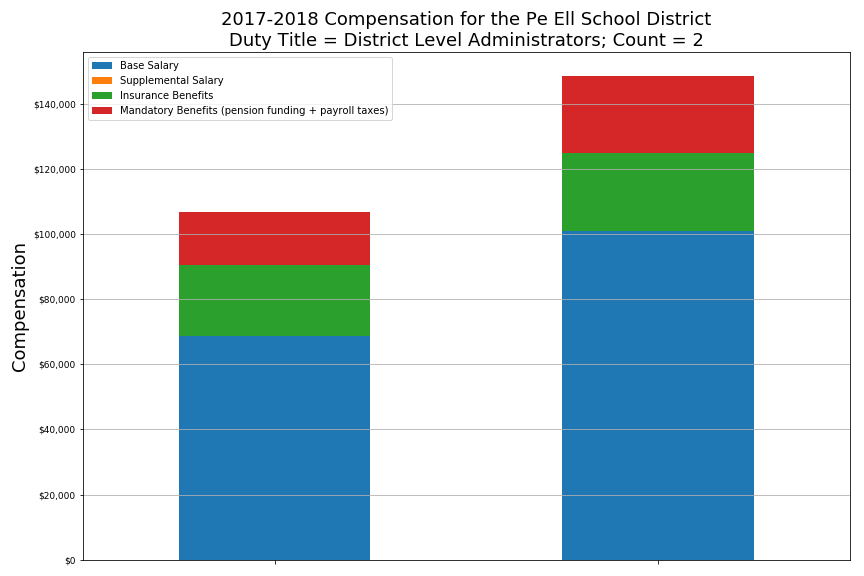 2017-2018 Compensation for the Pe Ell School District
Duty Title = District Level Administrators; Count = 2
Base Salary
Supplemental Salary
Insurance Benefits
Mandatory Benefits (pension funding + payroll taxes)
Compensation
$140,000
$120,000
$100,000
$80,000
$60,000
$40,000
$20,000
$0